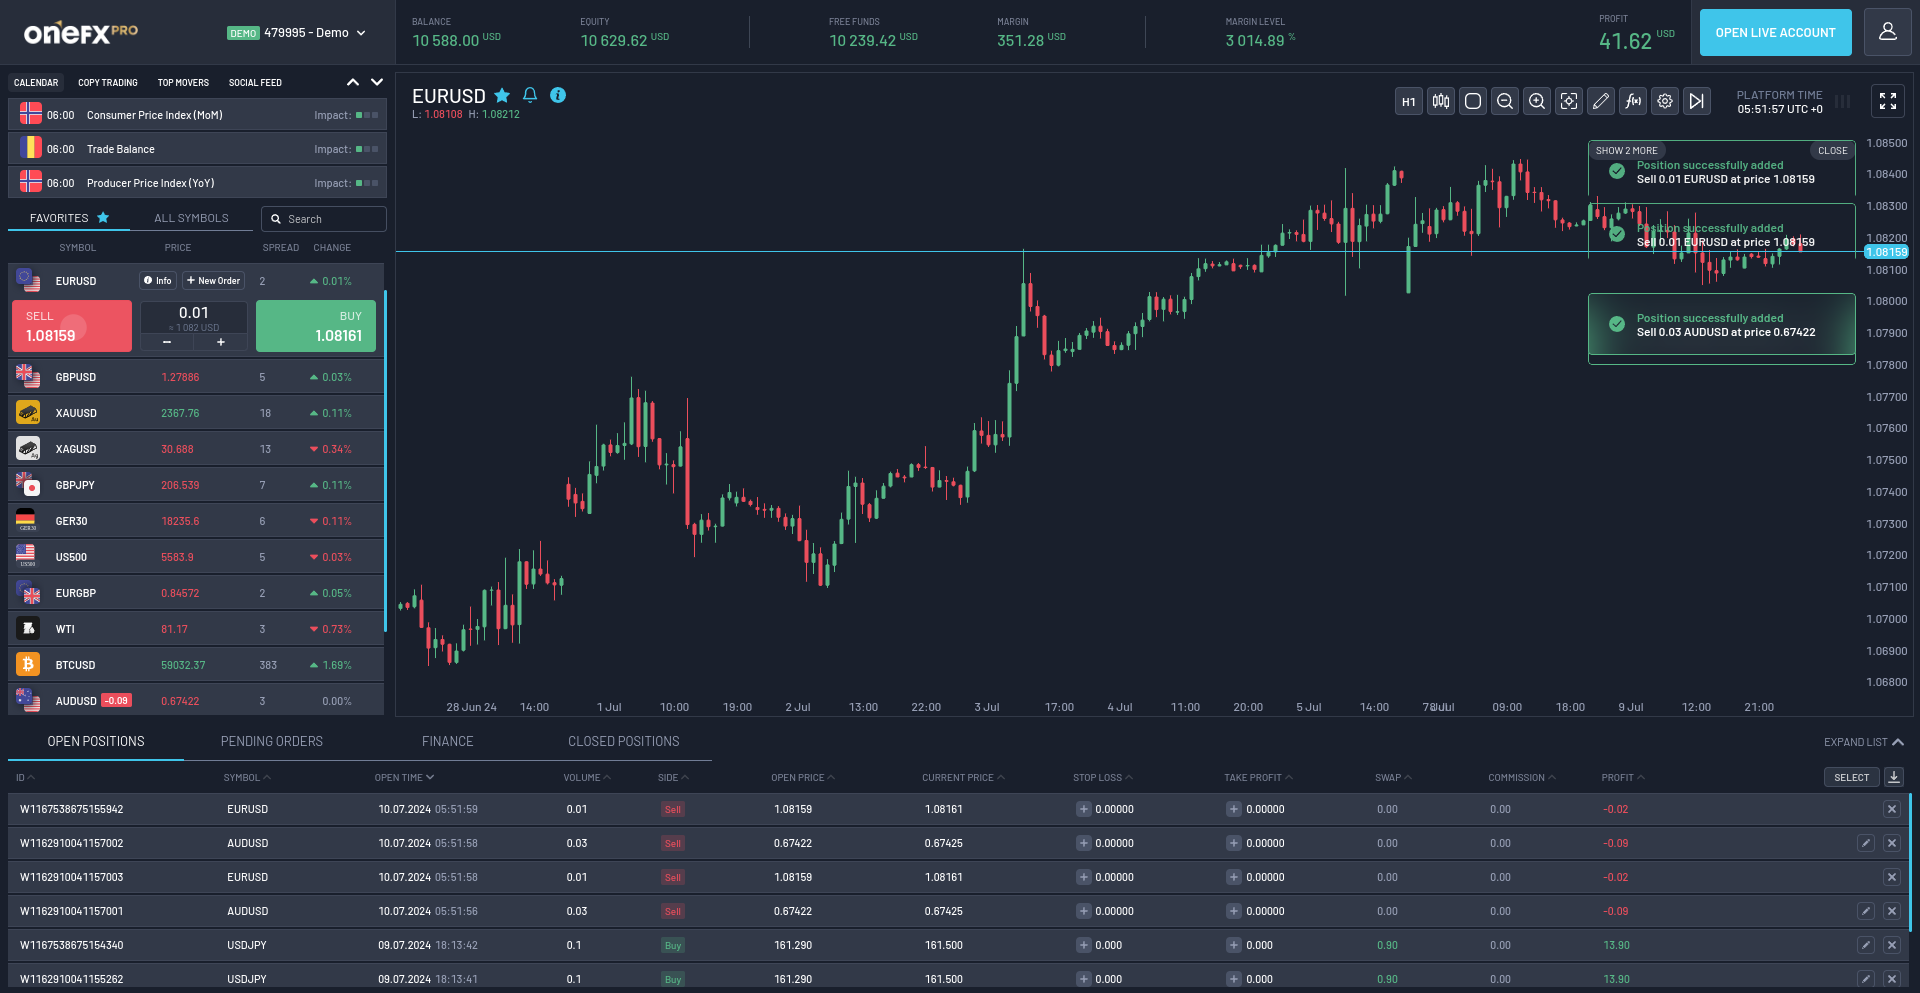 oneFX PRO
DEMO 479995 - Demo
BALANCE
10 588.00 USD
EQUITY
10 629.62 USD
FREE FUNDS
10 239.42 USD
MARGIN
351.28 USD
MARGIN LEVEL
3 014.89 %
PROFIT
41.62 USD
OPEN LIVE ACCOUNT
CALENDAR COPY TRADING TOP MOVERS SOCIAL FEED
06:00 Consumer Price Index (MoM) Impact:
06:00 Trade Balance Impact:
06:00 Producer Price Index (YoY) Impact:
FAVORITES ALL SYMBOLS Search
SYMBOL PRICE SPREAD CHANGE
EURUSD Info + New Order 2 0.01%
SELL
1.08159
0.01
≈ 1 082 USD
− +
BUY
1.08161
GBPUSD 1.27886 5 0.03%
XAUUSD 2367.76 18 0.11%
XAGUSD 30.688 13 0.34%
GBPJPY 206.539 7 0.11%
GER30 18235.6 6 0.11%
US500 5583.9 5 0.03%
EURGBP 0.84572 2 0.05%
WTI 81.17 3 0.73%
BTCUSD 59032.37 383 1.69%
AUDUSD -0.09 0.67422 3 0.00%
EURUSD
L: 1.08108 H: 1.08212
H1
f(x)
PLATFORM TIME
05:51:57 UTC +0
SHOW 2 MORE CLOSE
Position successfully added
Sell 0.01 EURUSD at price 1.08159
Position successfully added
Sell 0.01 EURUSD at price 1.08159
Position successfully added
Sell 0.03 AUDUSD at price 0.67422
1.08500
1.08400
1.08300
1.08200
1.08159
1.08100
1.08000
1.07900
1.07800
1.07700
1.07600
1.07500
1.07400
1.07300
1.07200
1.07100
1.07000
1.06900
1.06800
28 Jun 24 14:00 1 Jul 10:00 19:00 2 Jul 13:00 22:00 3 Jul 17:00 4 Jul 11:00 20:00 5 Jul 14:00 09:00 18:00 9 Jul 12:00 21:00
OPEN POSITIONS PENDING ORDERS FINANCE CLOSED POSITIONS
EXPAND LIST
ID SYMBOL OPEN TIME VOLUME SIDE OPEN PRICE CURRENT PRICE STOP LOSS TAKE PROFIT SWAP COMMISSION PROFIT SELECT
W1167538675155942 EURUSD 10.07.2024 05:51:59 0.01 Sell 1.08159 1.08161 + 0.00000 + 0.00000 0.00 0.00 -0.02
W1162910041157002 AUDUSD 10.07.2024 05:51:58 0.03 Sell 0.67422 0.67425 + 0.00000 + 0.00000 0.00 0.00 -0.09
W1162910041157003 EURUSD 10.07.2024 05:51:58 0.01 Sell 1.08159 1.08161 + 0.00000 + 0.00000 0.00 0.00 -0.02
W1162910041157001 AUDUSD 10.07.2024 05:51:56 0.03 Sell 0.67422 0.67425 + 0.00000 + 0.00000 0.00 0.00 -0.09
W1167538675154340 USDJPY 09.07.2024 18:13:42 0.1 Buy 161.290 161.500 + 0.000 + 0.000 0.90 0.00 13.90
W1162910041155262 USDJPY 09.07.2024 18:13:41 0.1 Buy 161.290 161.500 + 0.000 + 0.000 0.90 0.00 13.90